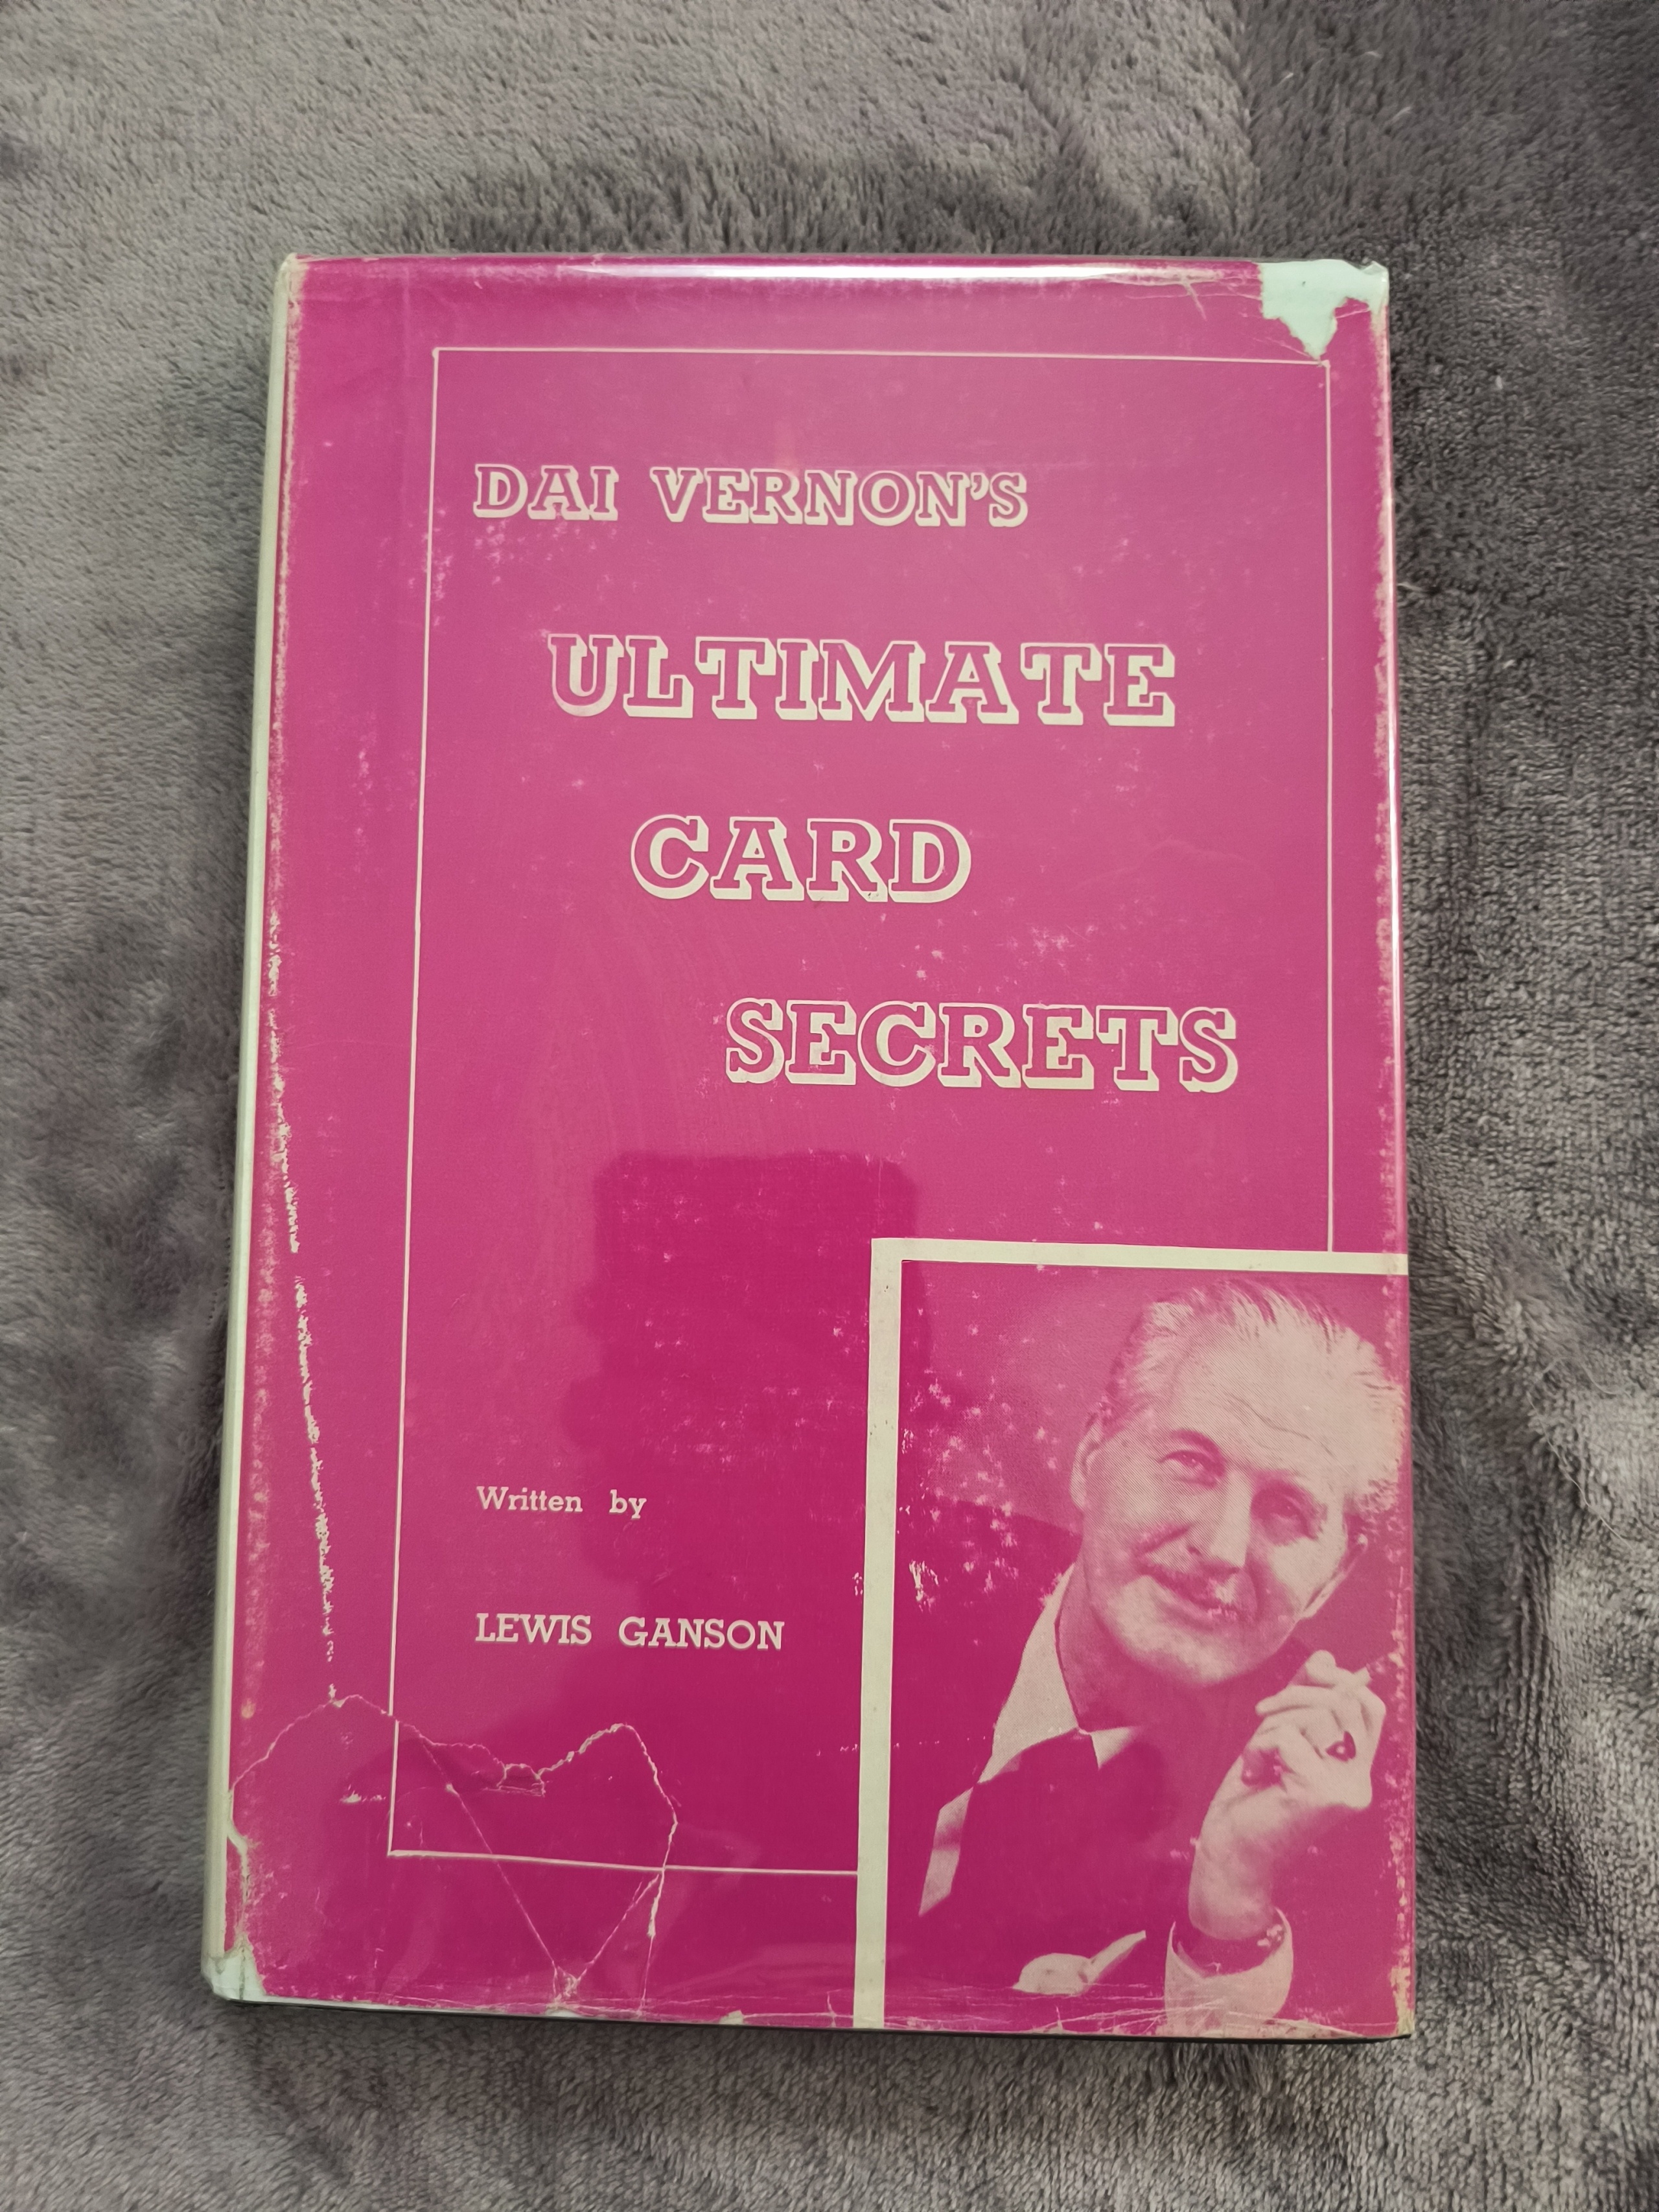 DAI VERNON'S
ULTIMATE
CARD
SECRETS
Written by
LEWIS GANSON